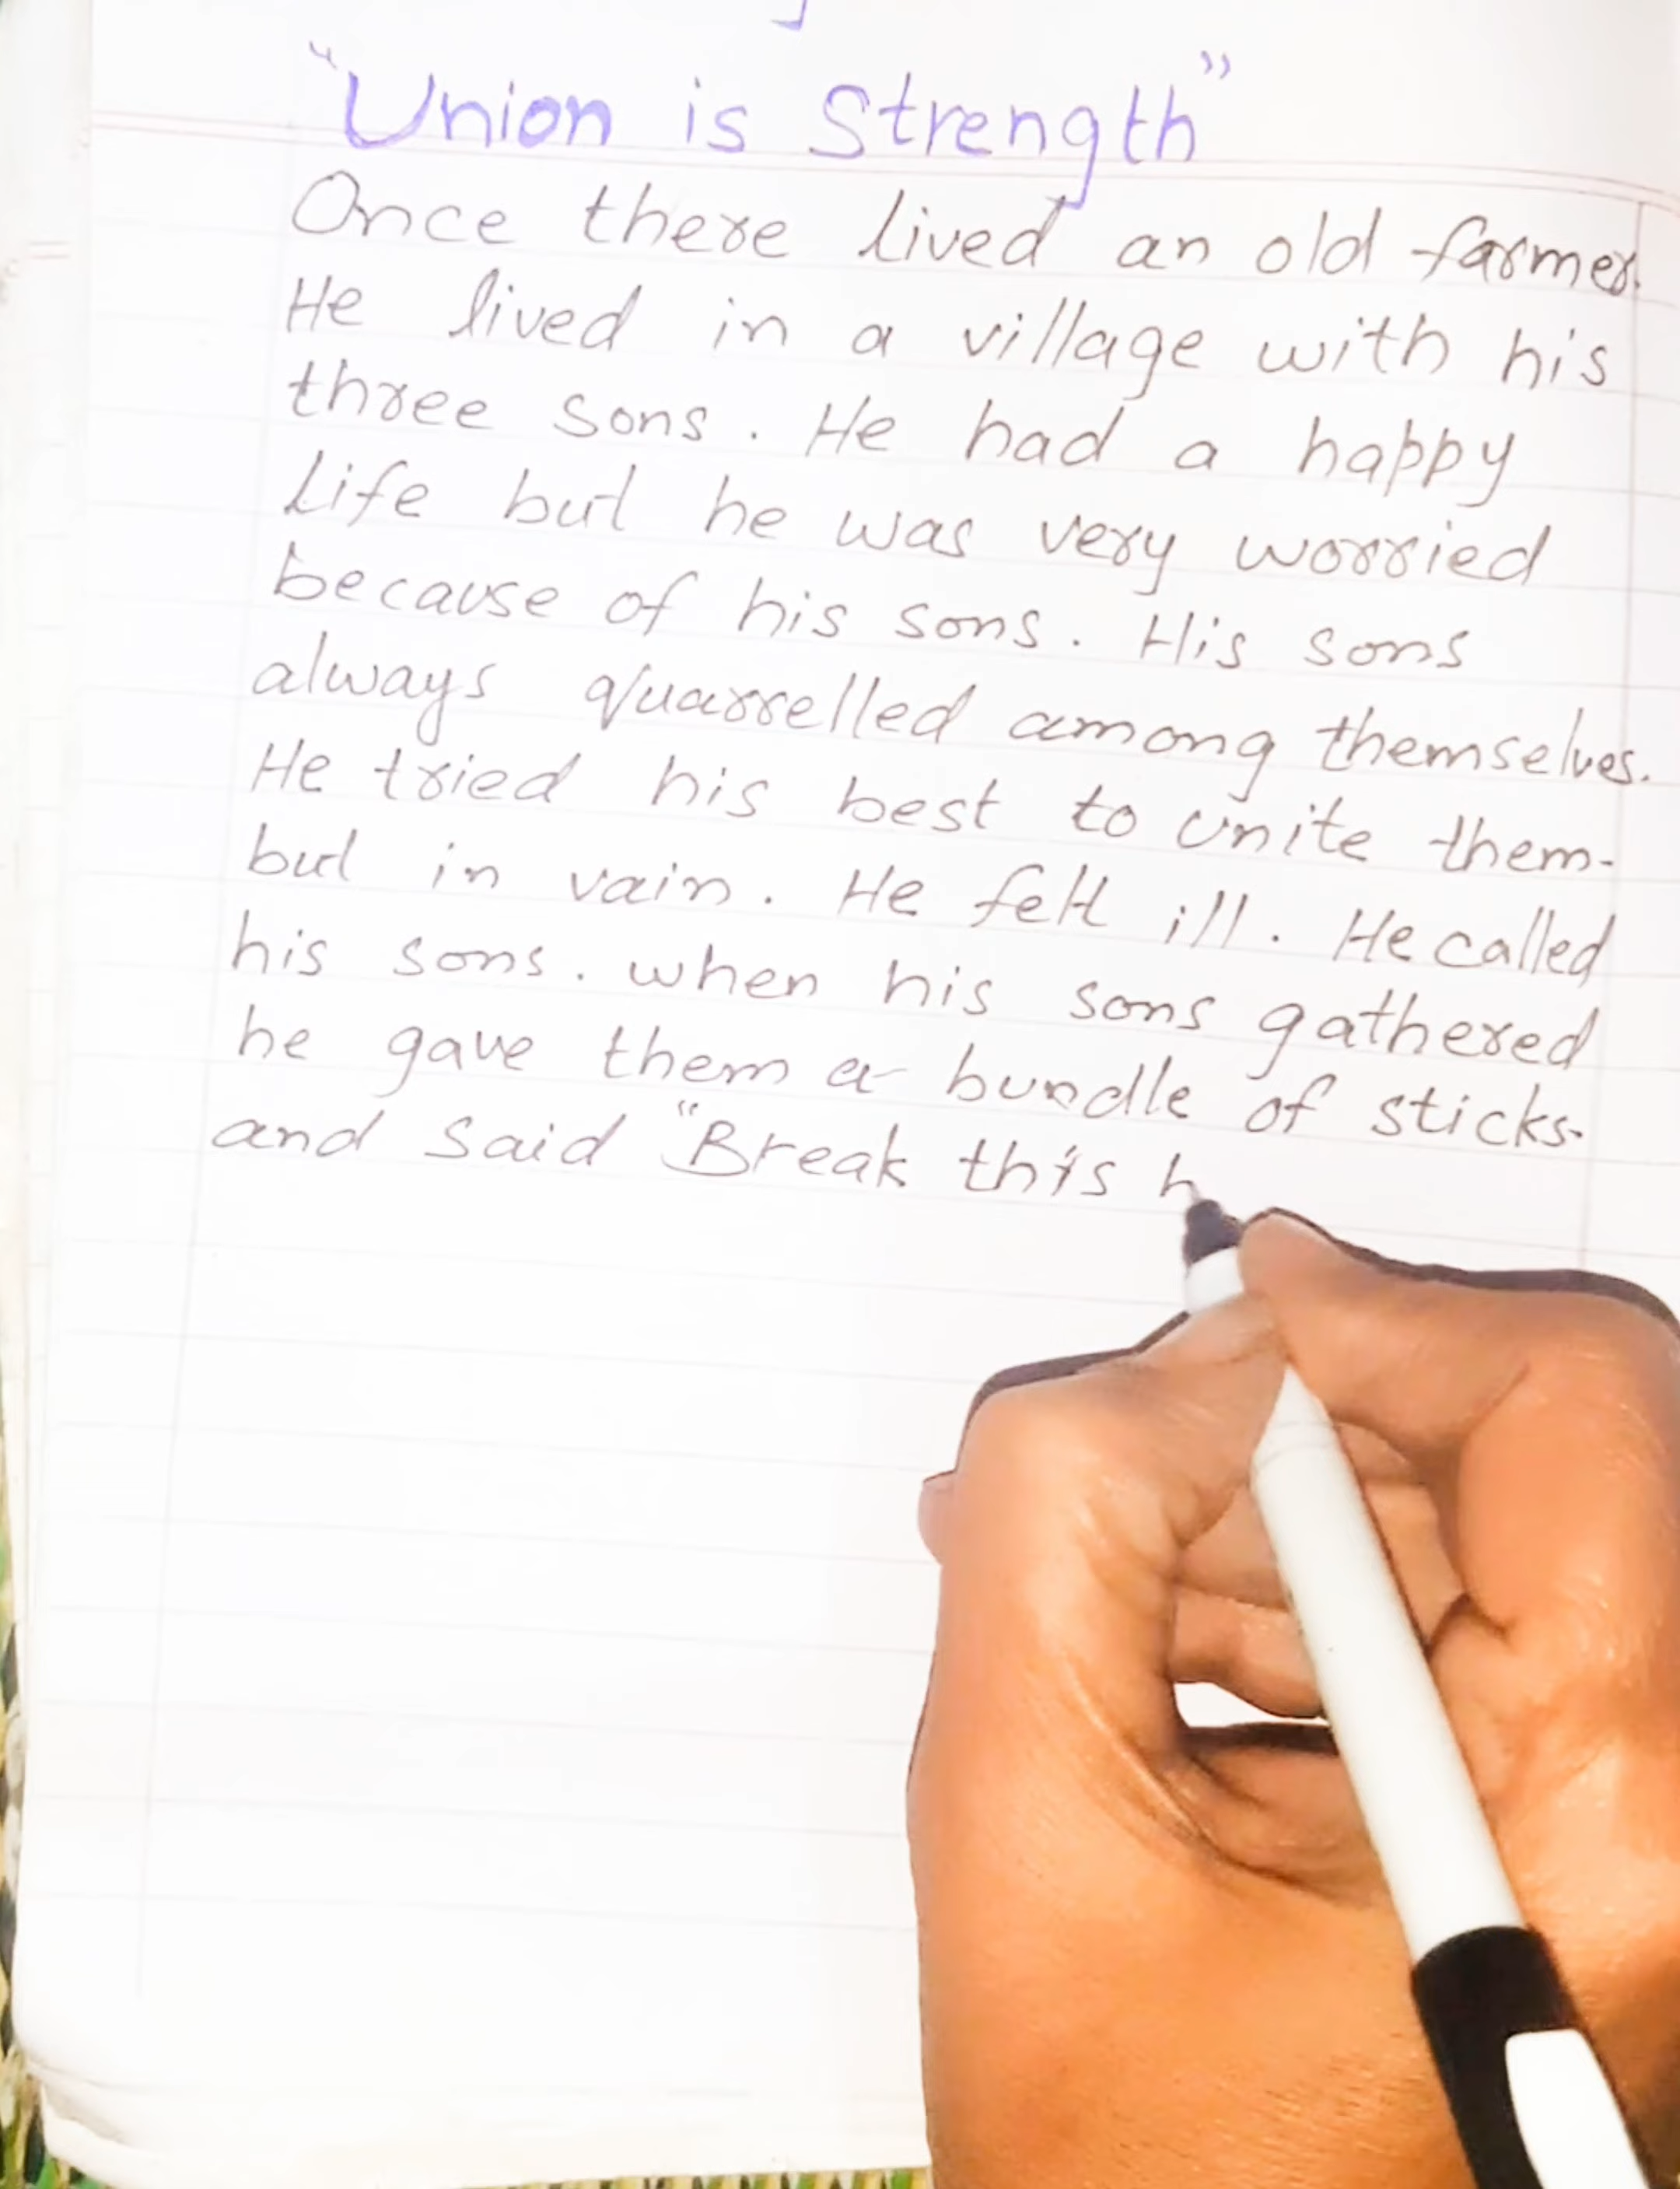 "Union is Strength"
Once there lived an old farmer.
He lived in a village with his
three sons. He had a happy
Life but he was very worried
because of his sons. His sons
always quarrelled among themselves.
He tried his best to unite them-
but in vain. He felt ill. He called
his sons. when his sons gathered
he gave them a bundle of sticks.
and said "Break this